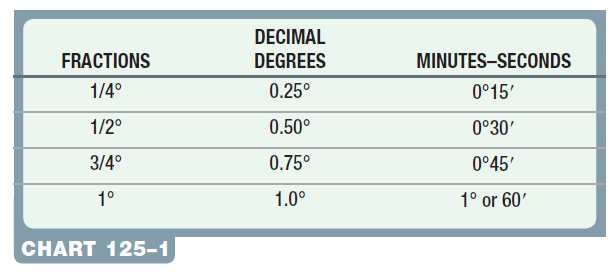 FRACTIONS DECIMAL DEGREES MINUTES–SECONDS
1/4° 0.25° 0°15′
1/2° 0.50° 0°30′
3/4° 0.75° 0°45′
1° 1.0° 1° or 60′
CHART 125–1